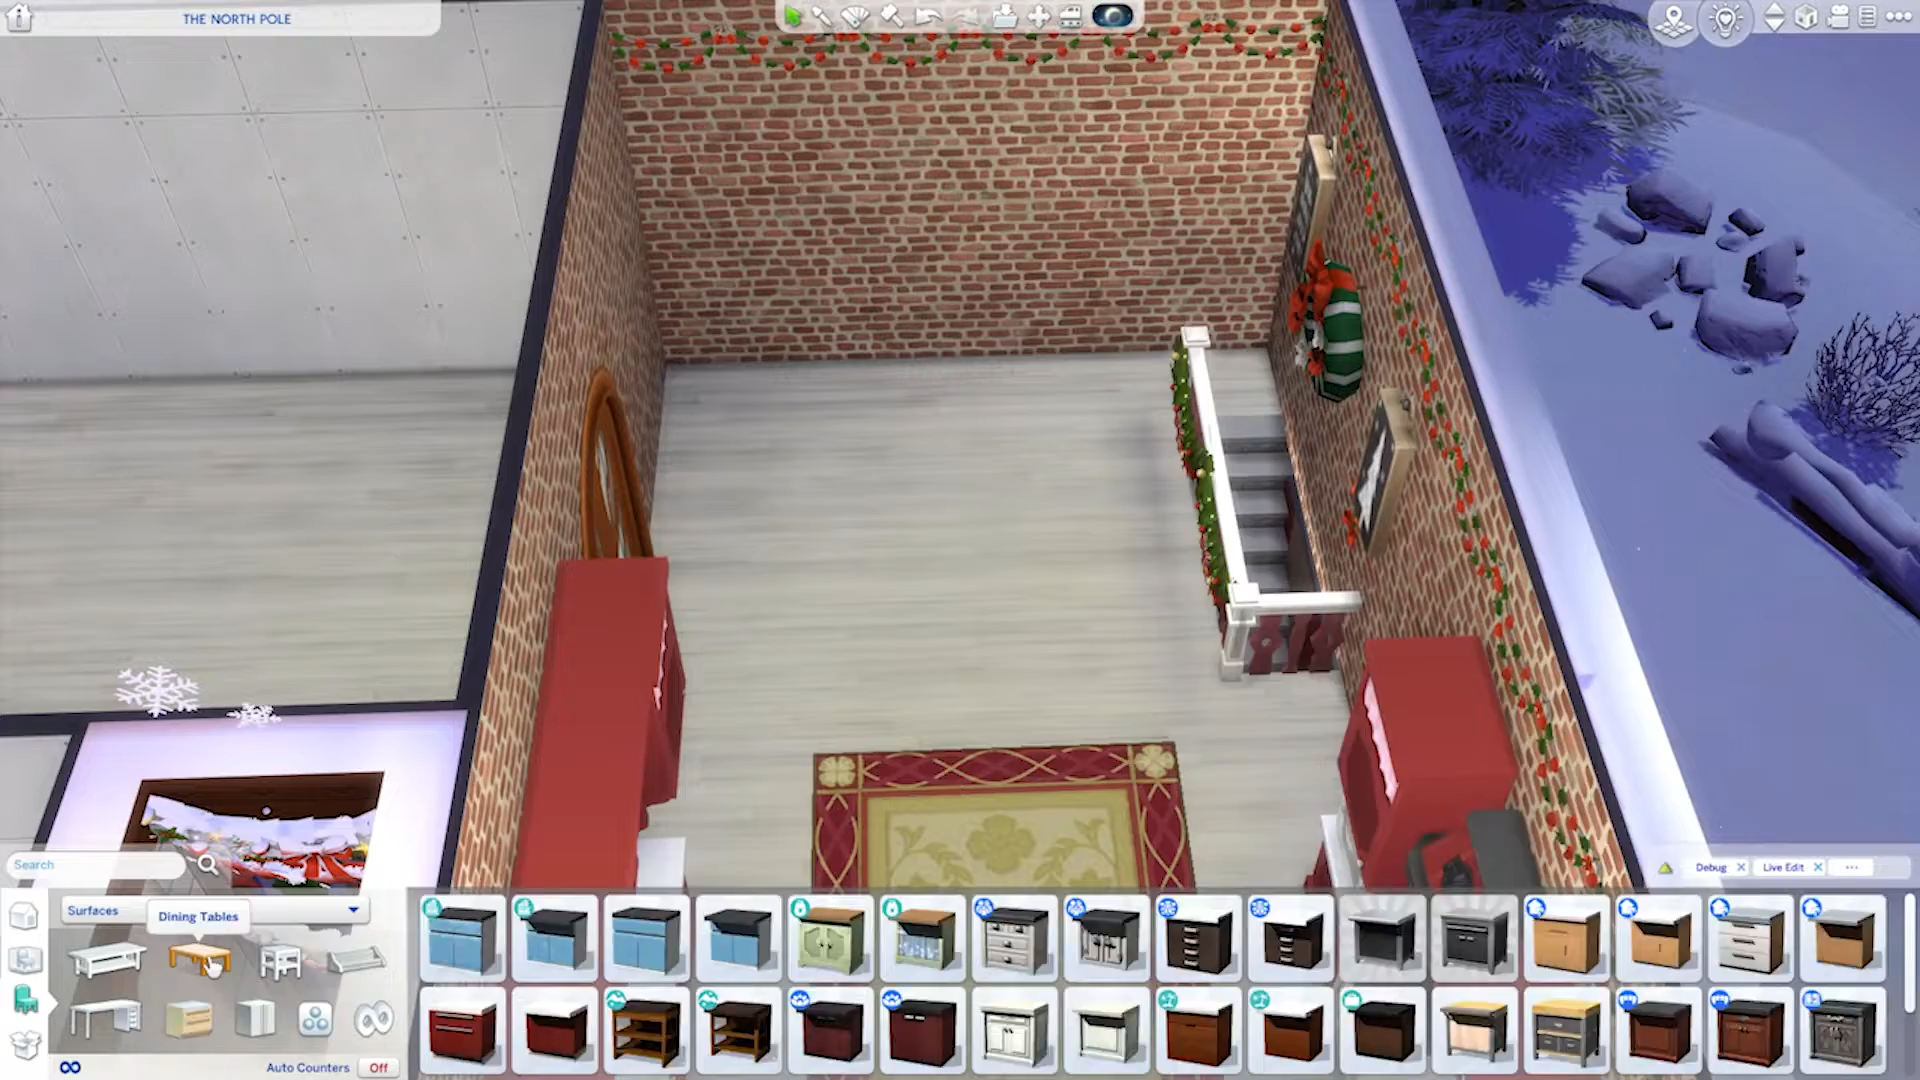 THE NORTH POLE
Search
Debug
Live Edit
Surfaces
Dining Tables
Auto Counters
Off